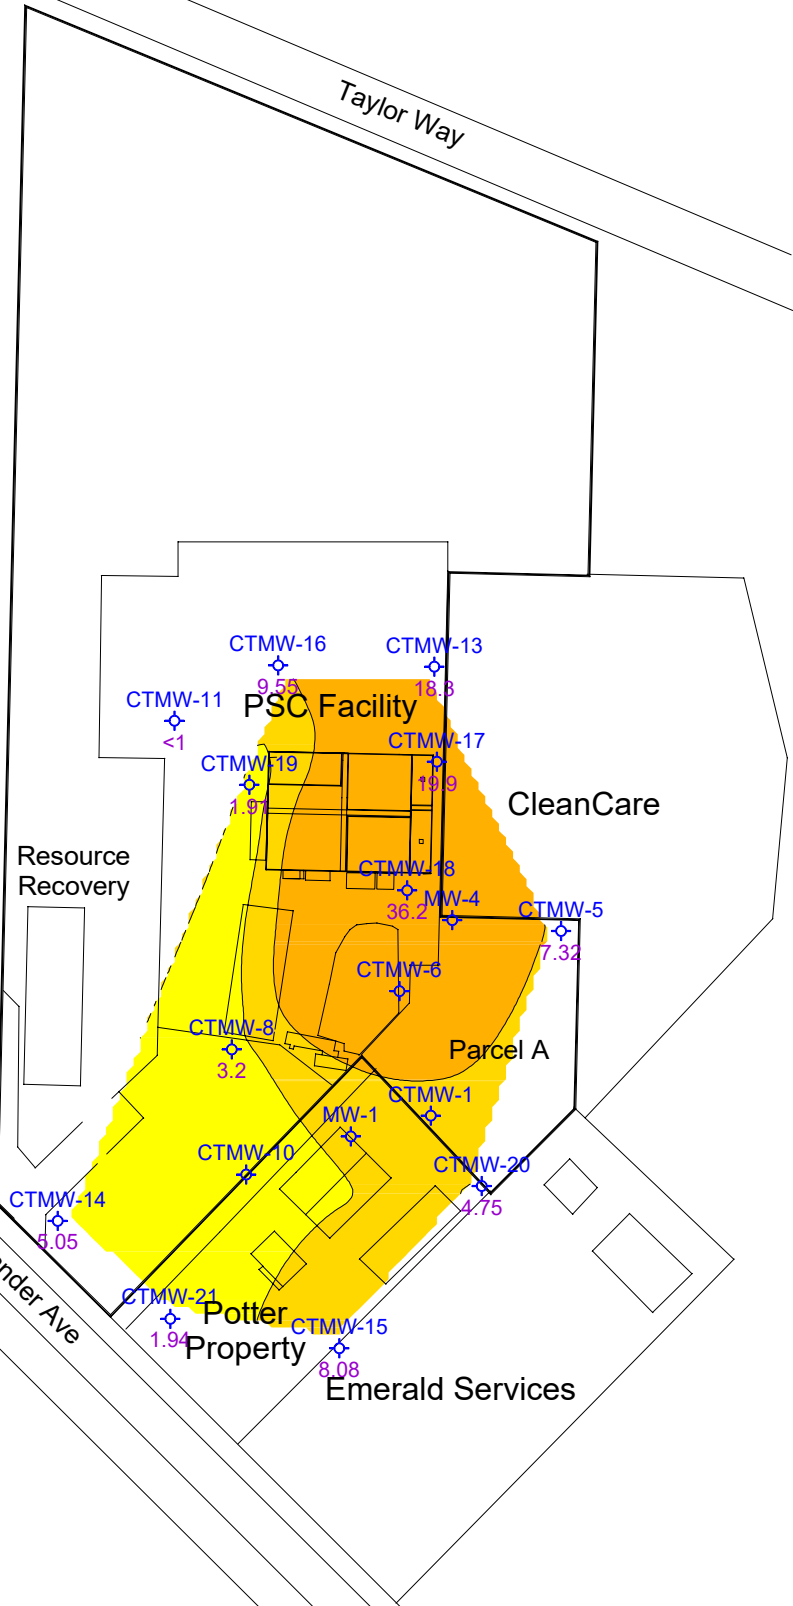 Taylor Way
CTMW-16
9.55
CTMW-13
18.3
CTMW-11
<1
PSC Facility
CTMW-17
19.9
CTMW-19
1.91
CleanCare
Resource
Recovery
CTMW-18
36.2
MW-4
CTMW-5
7.32
CTMW-6
CTMW-8
3.2
Parcel A
CTMW-1
MW-1
CTMW-10
CTMW-20
4.75
CTMW-14
5.05
nder Ave
CTMW-21
1.94
Potter
Property
CTMW-15
8.08
Emerald Services